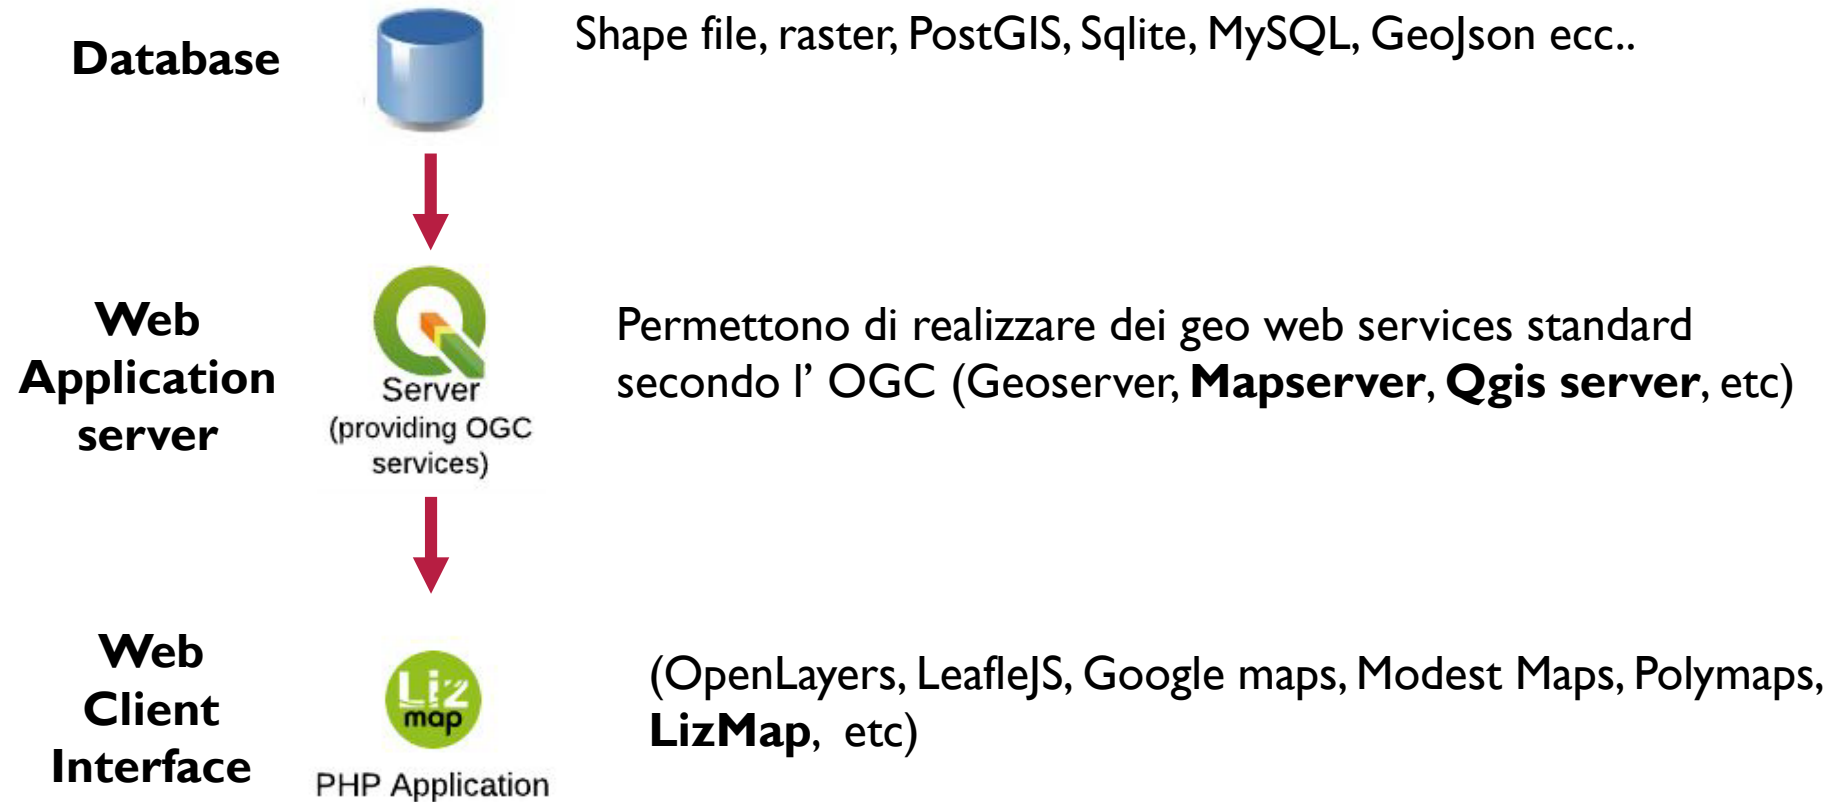 Database
Shape file, raster, PostGIS, Sqlite, MySQL, GeoJson ecc..
Web
Application
server
Server
(providing OGC
services)
Permettono di realizzare dei geo web services standard
secondo l' OGC (Geoserver, Mapserver, Qgis server, etc)
Web
Client
Interface
Liz
map
PHP Application
(OpenLayers, LeafleJS, Google maps, Modest Maps, Polymaps,
LizMap, etc)